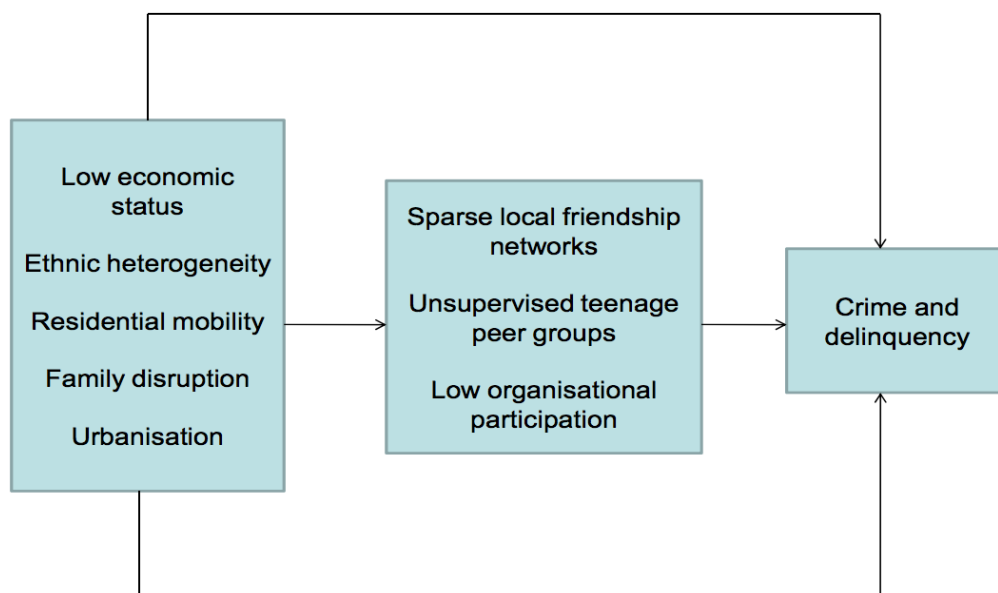 Low economic
status
Ethnic heterogeneity
Residential mobility
Family disruption
Urbanisation
Sparse local friendship
networks
Unsupervised teenage
peer groups
Low organisational
participation
Crime and
delinquency